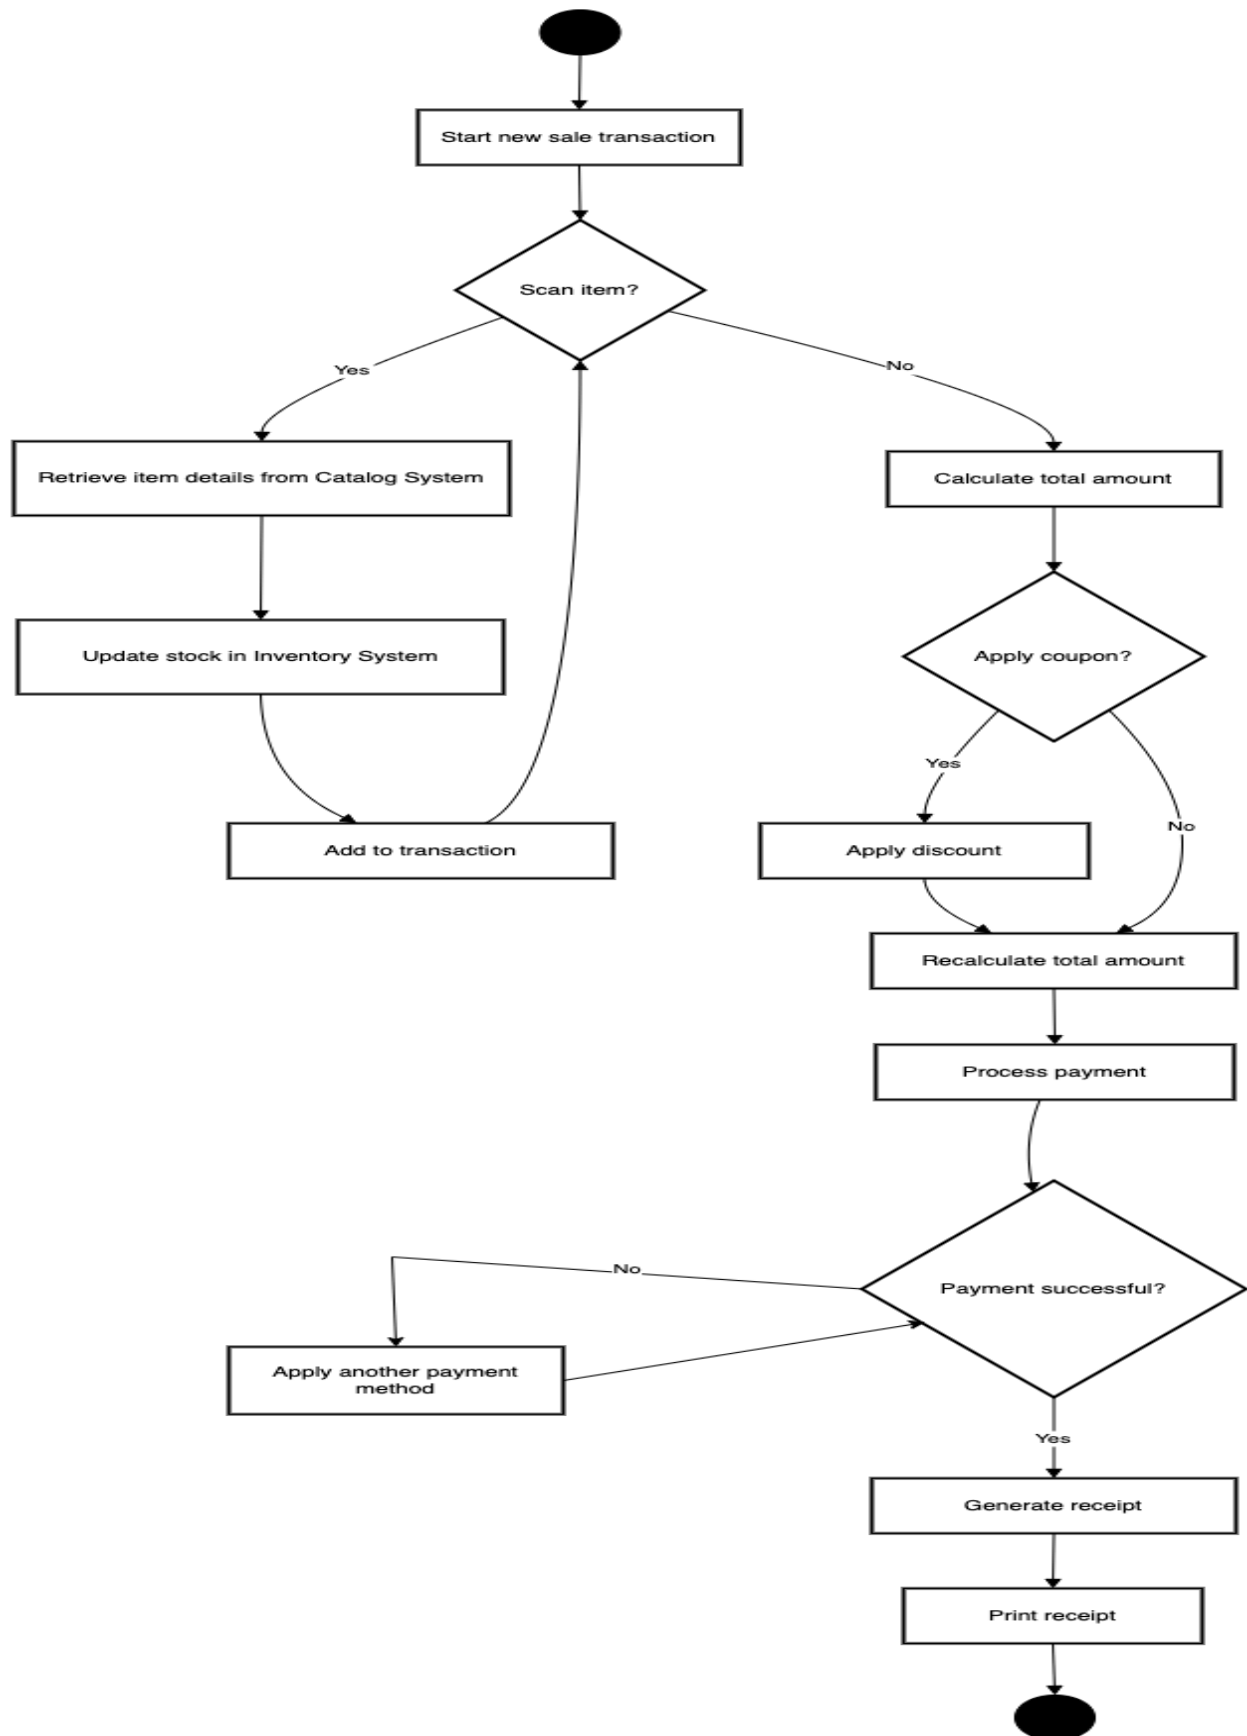 Start new sale transaction
Scan item?
Yes
No
Retrieve item details from Catalog System
Calculate total amount
Update stock in Inventory System
Apply coupon?
Yes
No
Add to transaction
Apply discount
Recalculate total amount
Process payment
No
Payment successful?
Apply another payment
method
Yes
Generate receipt
Print receipt